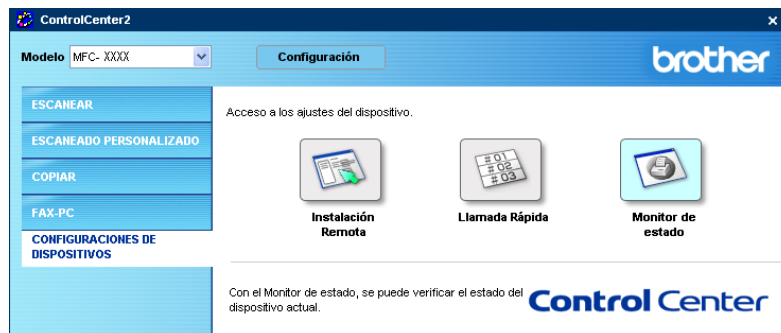 ControlCenter2
Modelo MFC- XXXX
Configuración
brother
ESCANEAR
ESCANEADO PERSONALIZADO
COPIAR
FAX-PC
CONFIGURACIONES DE
DISPOSITIVOS
Acceso a los ajustes del dispositivo.
# 01
# 02
# 03
Instalación
Remota
Llamada Rápida
Monitor de
estado
Con el Monitor de estado, se puede verificar el estado del
dispositivo actual.
Control Center